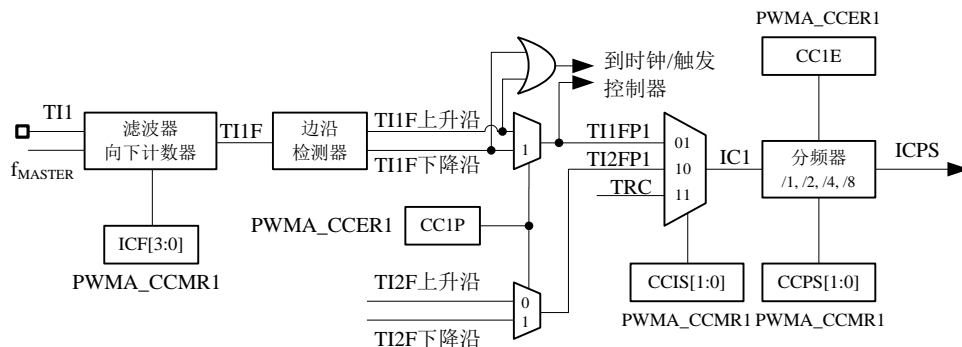 PWMA_CCER1
CC1E
到时钟/触发
控制器
TI1
滤波器
向下计数器
TI1F
边沿
检测器
TI1F上升沿
TI1F下降沿
1
TI1FP1
TI2FP1
TRC
01
10
11
IC1
分频器
/1, /2, /4, /8
ICPS
fMASTER
PWMA_CCER1
CC1P
ICF[3:0]
PWMA_CCMR1
TI2F上升沿
TI2F下降沿
0
1
CCIS[1:0]
PWMA_CCMR1
CCPS[1:0]
PWMA_CCMR1